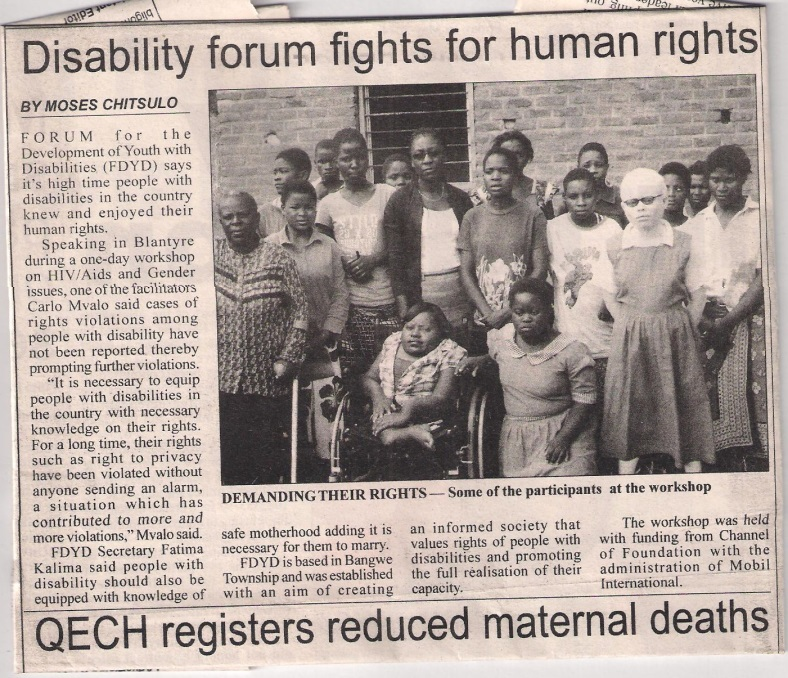 Disability forum fights for human rights
BY MOSES CHITSULO
FORUM for the
Development of Youth with
Disabilities (FDYD) says
it's high time people with
disabilities in the country
knew and enjoyed their
human rights.
Speaking in Blantyre
during a one-day workshop
on HIV/Aids and Gender
issues, one of the facilitators
Carlo Mvalo said cases of
rights violations among
people with disability have
not been reported thereby
prompting further violations.
"It is necessary to equip
people with disabilities in
the country with necessary
knowledge on their rights.
For a long time, their rights
such as right to privacy
have been violated without
anyone sending an alarm,
a situation which has
contributed to more and
more violations," Mvalo said.
FDYD Secretary Fatima
Kalima said people with
disability should also be
equipped with knowledge of
DEMANDING THEIR RIGHTS — Some of the participants at the workshop
safe motherhood adding it is
necessary for them to marry.
FDYD is based in Bangwe
Township and was established
with an aim of creating
an informed society that
values rights of people with
disabilities and promoting
the full realisation of their
capacity.
The workshop was held
with funding from Channel
of Foundation with the
administration of Mobil
International.
QECH registers reduced maternal deaths